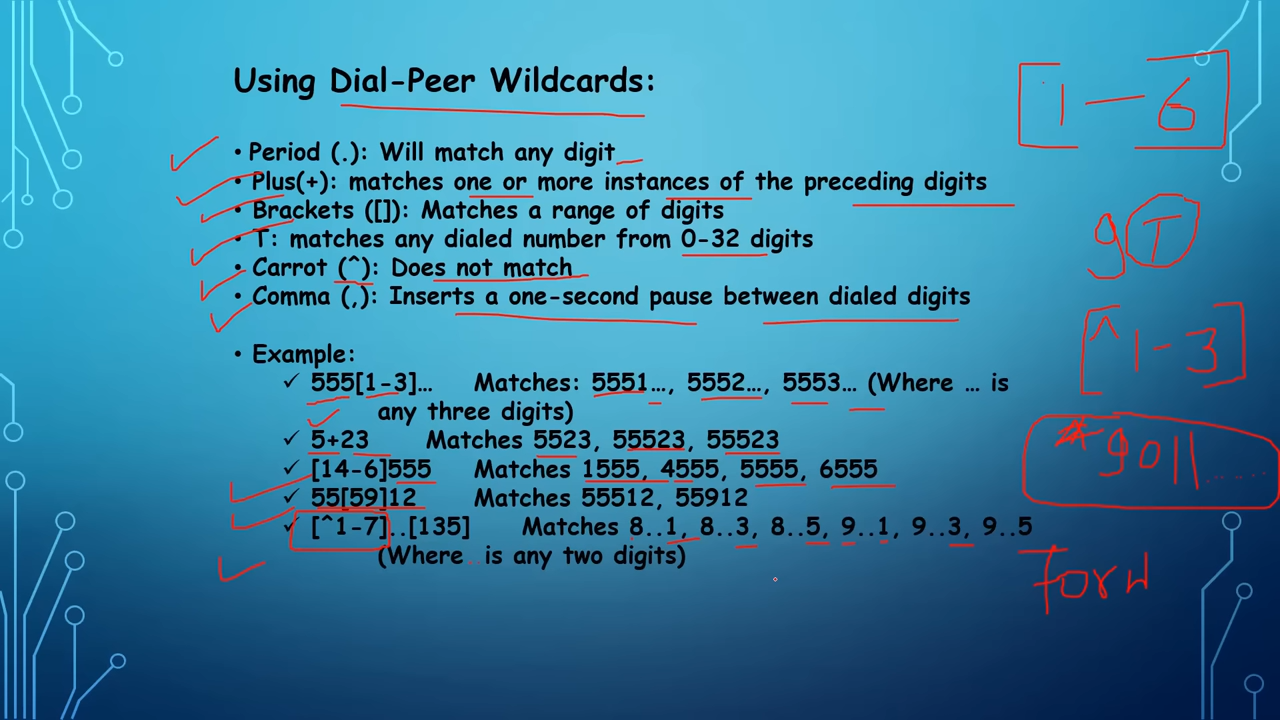 Using Dial-Peer Wildcards:
• Period (.): Will match any digit
• Plus(+): matches one or more instances of the preceding digits
• Brackets ([]): Matches a range of digits
• T: matches any dialed number from 0-32 digits
• Carrot (^): Does not match
• Comma (,): Inserts a one-second pause between dialed digits
• Example:
✓ 555[1-3]... Matches: 5551..., 5552..., 5553... (Where ... is
any three digits)
✓ 5+23 Matches 5523, 55523, 55523
✓ [14-6]555 Matches 1555, 4555, 5555, 6555
✓ 55[59]12 Matches 55512, 55912
✓ [^1-7]..[135] Matches 8..1, 8..3, 8..5, 9..1, 9..3, 9..5
(Where .. is any two digits)
[1-6]
9T
[^1-3]
9011......